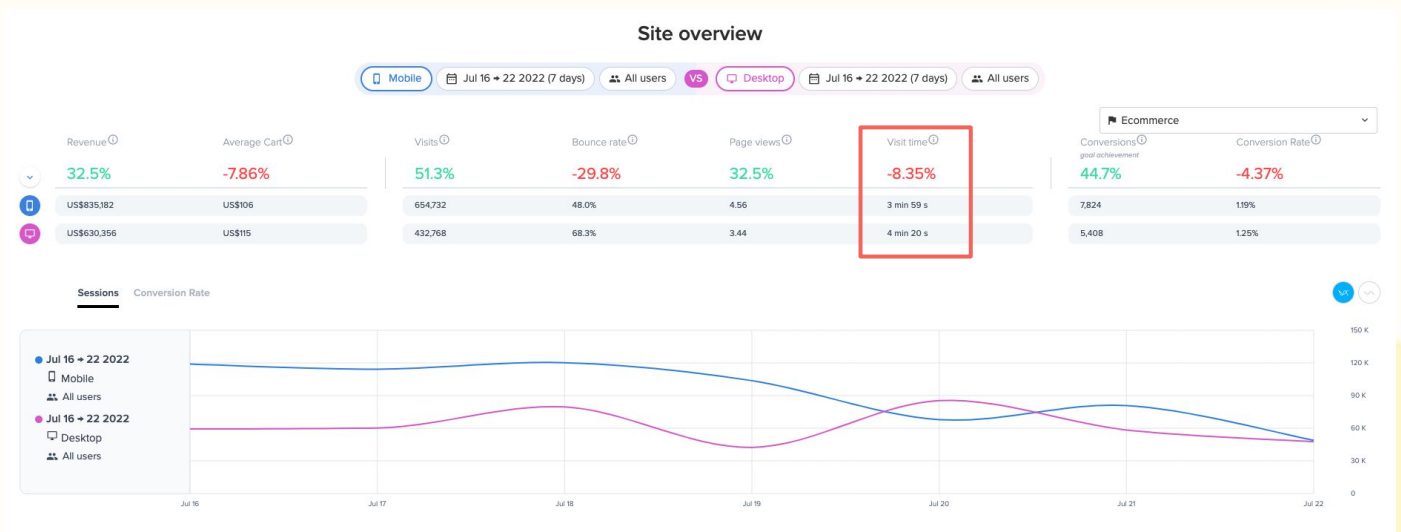 Site overview
Mobile Jul 16 → 22 2022 (7 days) All users VS Desktop Jul 16 → 22 2022 (7 days) All users
Ecommerce
Revenue Average Cart Visits Bounce rate Page views Visit time Conversions Conversion Rate
goal achievement
32.5% -7.86% 51.3% -29.8% 32.5% -8.35% 44.7% -4.37%
US$835,182 US$106 654,732 48.0% 4.56 3 min 59 s 7,824 1.19%
US$630,356 US$115 432,768 68.3% 3.44 4 min 20 s 5,408 1.25%
Sessions Conversion Rate
Jul 16 → 22 2022
Mobile
All users
Jul 16 → 22 2022
Desktop
All users
150 K
120 K
90 K
60 K
30 K
0
Jul 16 Jul 17 Jul 18 Jul 19 Jul 20 Jul 21 Jul 22